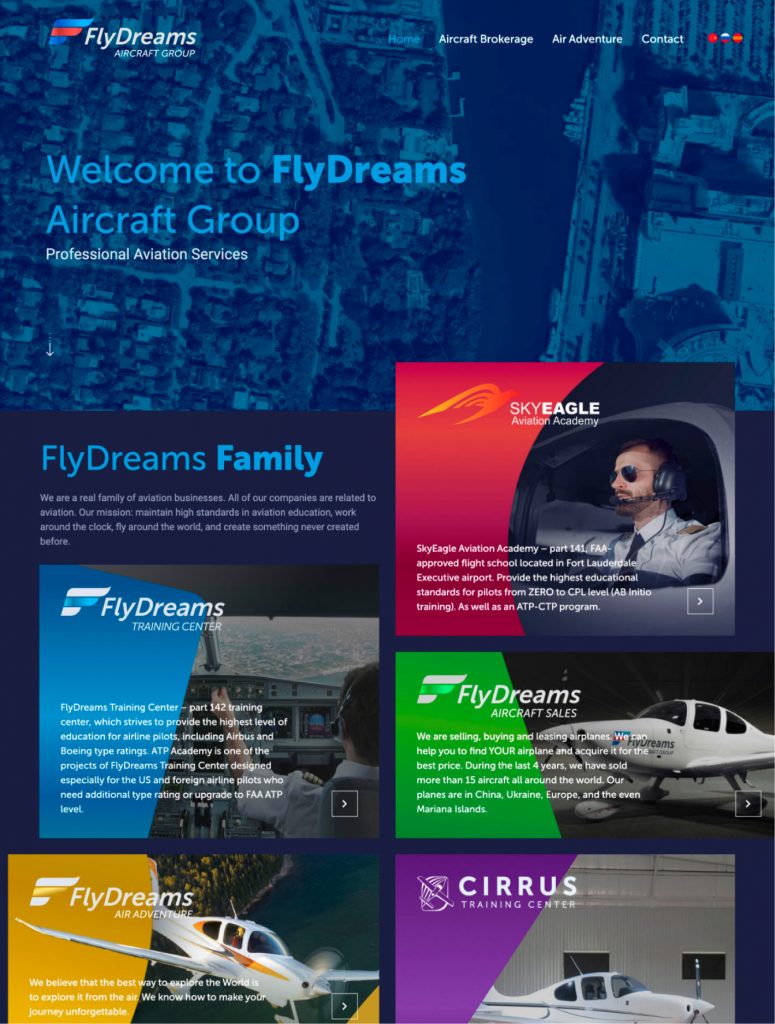 FlyDreams
AIRCRAFT GROUP
Home Aircraft Brokerage Air Adventure Contact
Welcome to FlyDreams
Aircraft Group
Professional Aviation Services
SKYEAGLE
Aviation Academy
SkyEagle Aviation Academy – part 141, FAA-
approved flight school located in Fort Lauderdale
Executive airport. Provide the highest educational
standards for pilots from ZERO to CPL level (AB Initio
training). As well as an ATP-CTP program.
FlyDreams Family
We are a real family of aviation businesses. All of our companies are related to
aviation. Our mission: maintain high standards in aviation education, work
around the clock, fly around the world, and create something never created
before.
FlyDreams
TRAINING CENTER
FlyDreams Training Center – part 142 training
center, which strives to provide the highest level of
education for airline pilots, including Airbus and
Boeing type ratings. ATP Academy is one of the
projects of FlyDreams Training Center designed
especially for the US and foreign airline pilots who
need additional type rating or upgrade to FAA ATP
level.
FlyDreams
AIRCRAFT SALES
We are selling, buying and leasing airplanes. We can
help you to find YOUR airplane and acquire it for the
best price. During the last 4 years, we have sold
more than 15 aircraft all around the world. Our
planes are in China, Ukraine, Europe, and the even
Mariana Islands.
FlyDreams
AIRCRAFT GROUP
FlyDreams
AIR ADVENTURE
We believe that the best way to explore the World is
to explore it from the air. We know how to make your
journey unforgettable.
CIRRUS
TRAINING CENTER